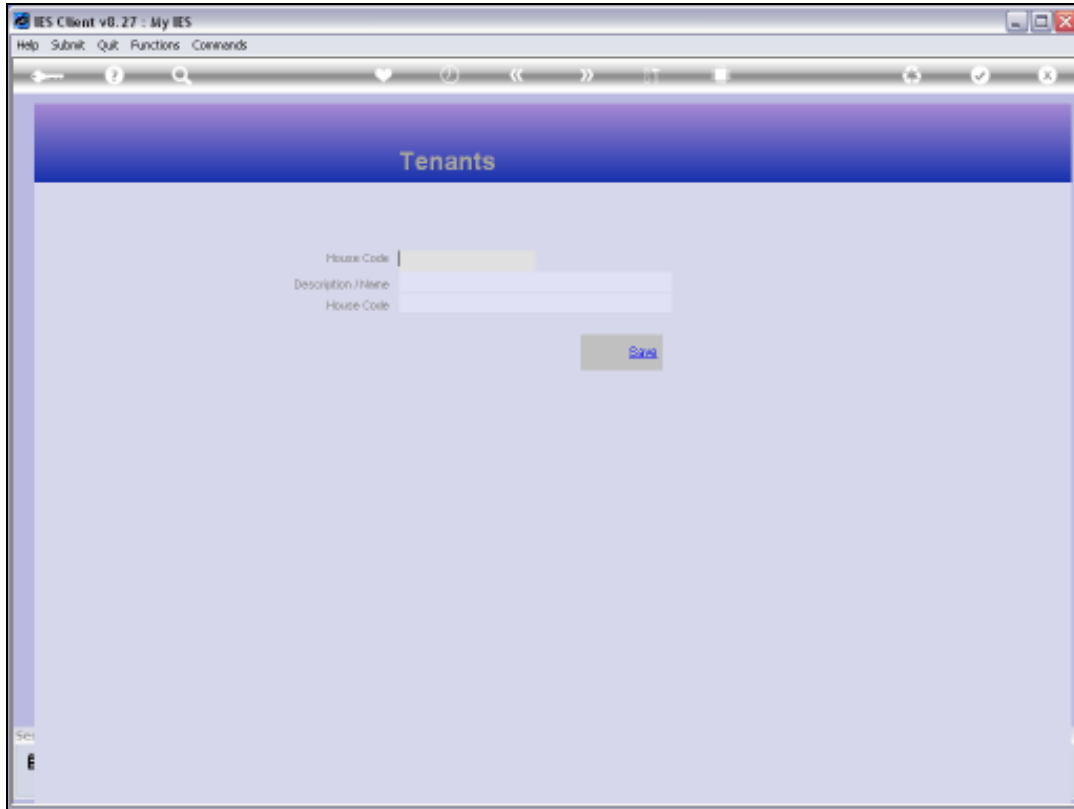 IES Client v8.27 : My IES
Help Submit Quit Functions Commands
Tenants
House Code
Description / Name
House Code
Save
Ser